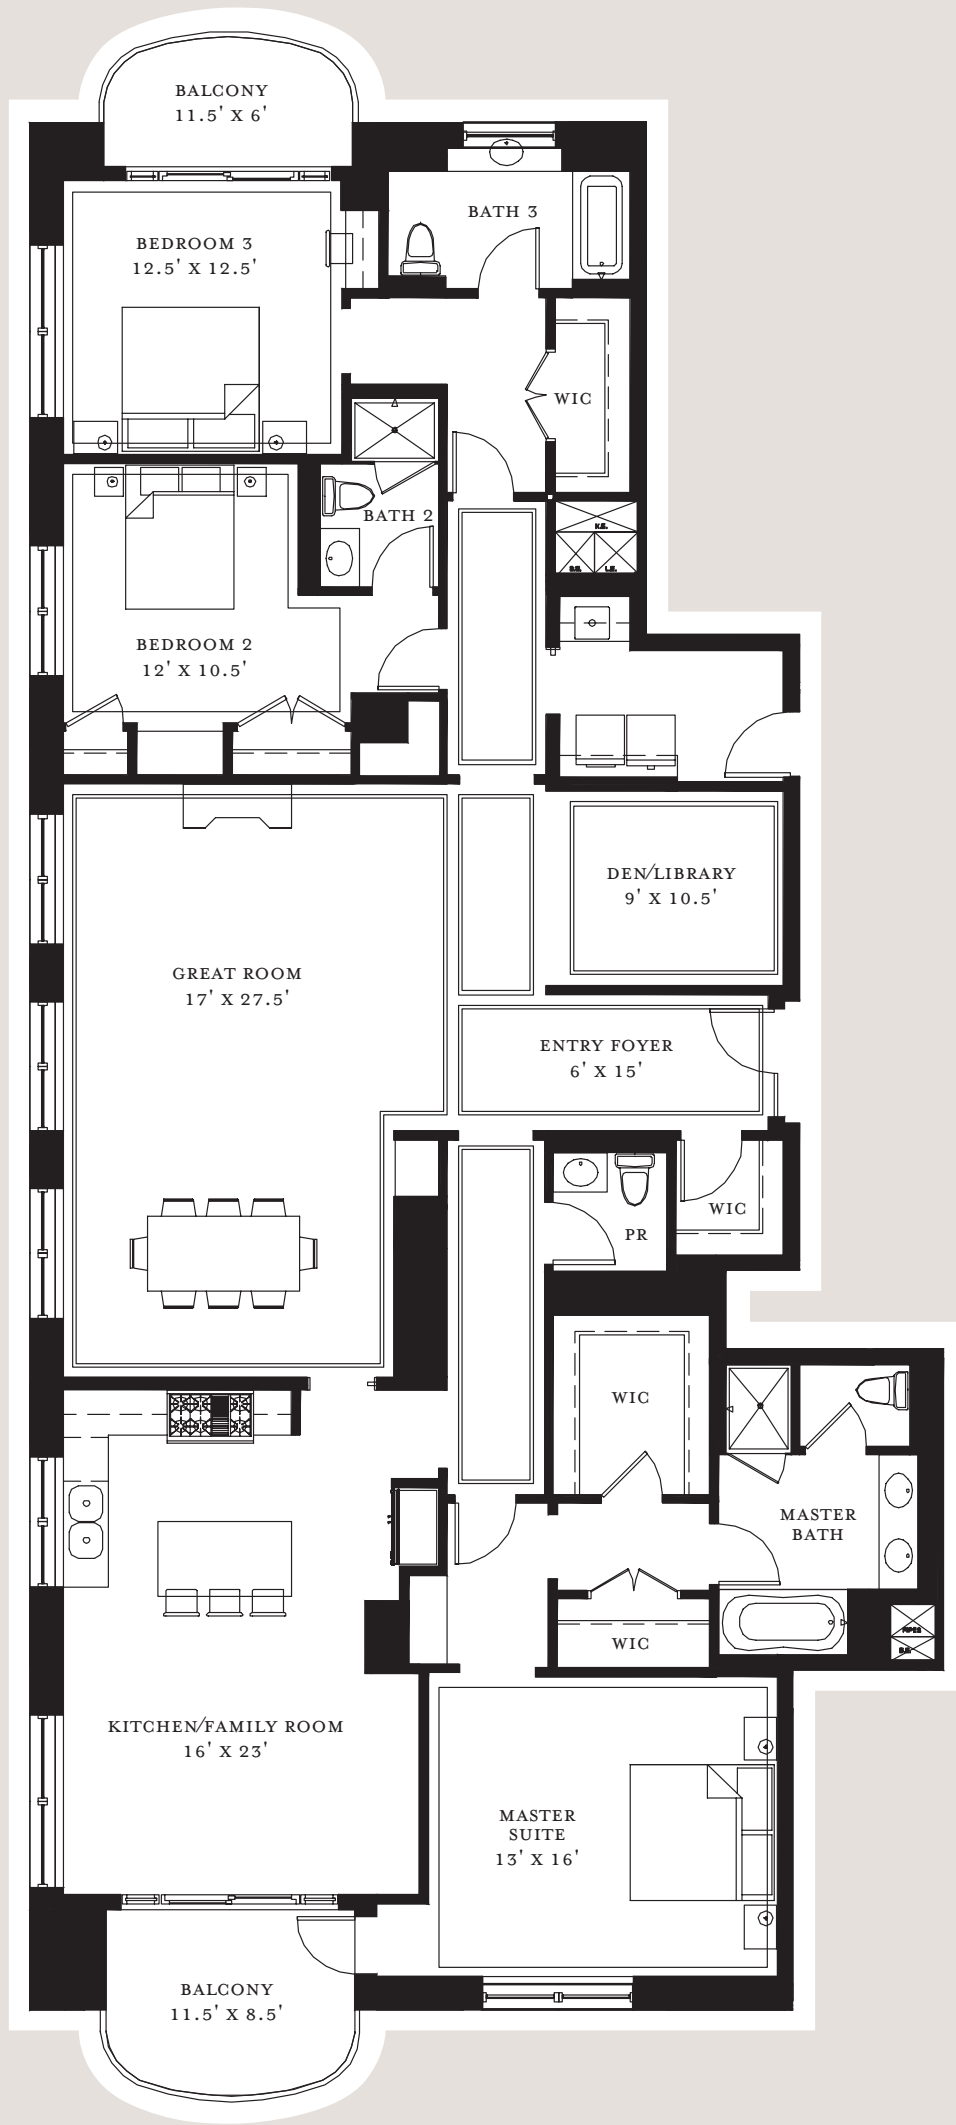 BALCONY
11.5' X 6'
BATH 3
BEDROOM 3
12.5' X 12.5'
WIC
BATH 2
K.E.
L.E.
BEDROOM 2
12' X 10.5'
DEN/LIBRARY
9' X 10.5'
GREAT ROOM
17' X 27.5'
ENTRY FOYER
6' X 15'
WIC
PR
WIC
MASTER
BATH
PIPES
WIC
KITCHEN/FAMILY ROOM
16' X 23'
MASTER
SUITE
13' X 16'
BALCONY
11.5' X 8.5'